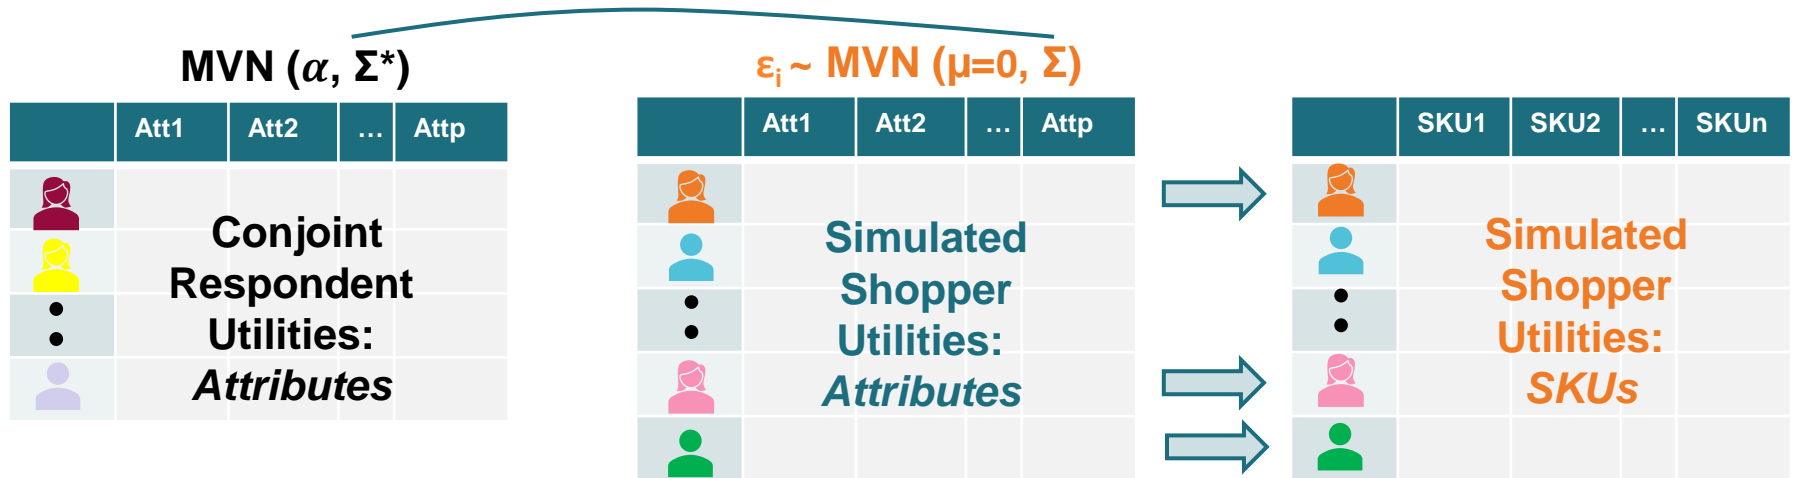 MVN (α, Σ*)
Att1 Att2 ... Attp
Conjoint
Respondent
Utilities:
Attributes
εi ~ MVN (μ=0, Σ)
Att1 Att2 ... Attp
Simulated
Shopper
Utilities:
Attributes
SKU1 SKU2 ... SKUn
Simulated
Shopper
Utilities:
SKUs